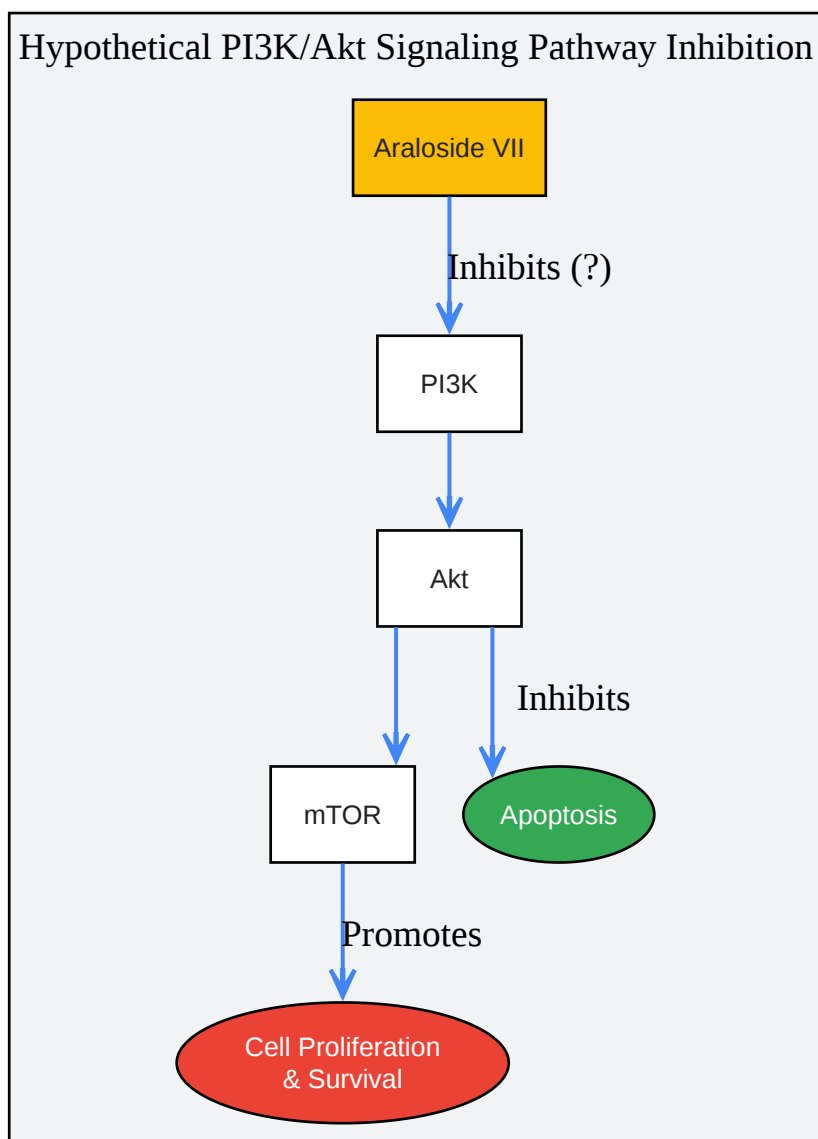 Hypothetical PI3K/Akt Signaling Pathway Inhibition
Araloside VII
Inhibits (?)
PI3K
Akt
Inhibits
mTOR
Apoptosis
Promotes
Cell Proliferation
& Survival